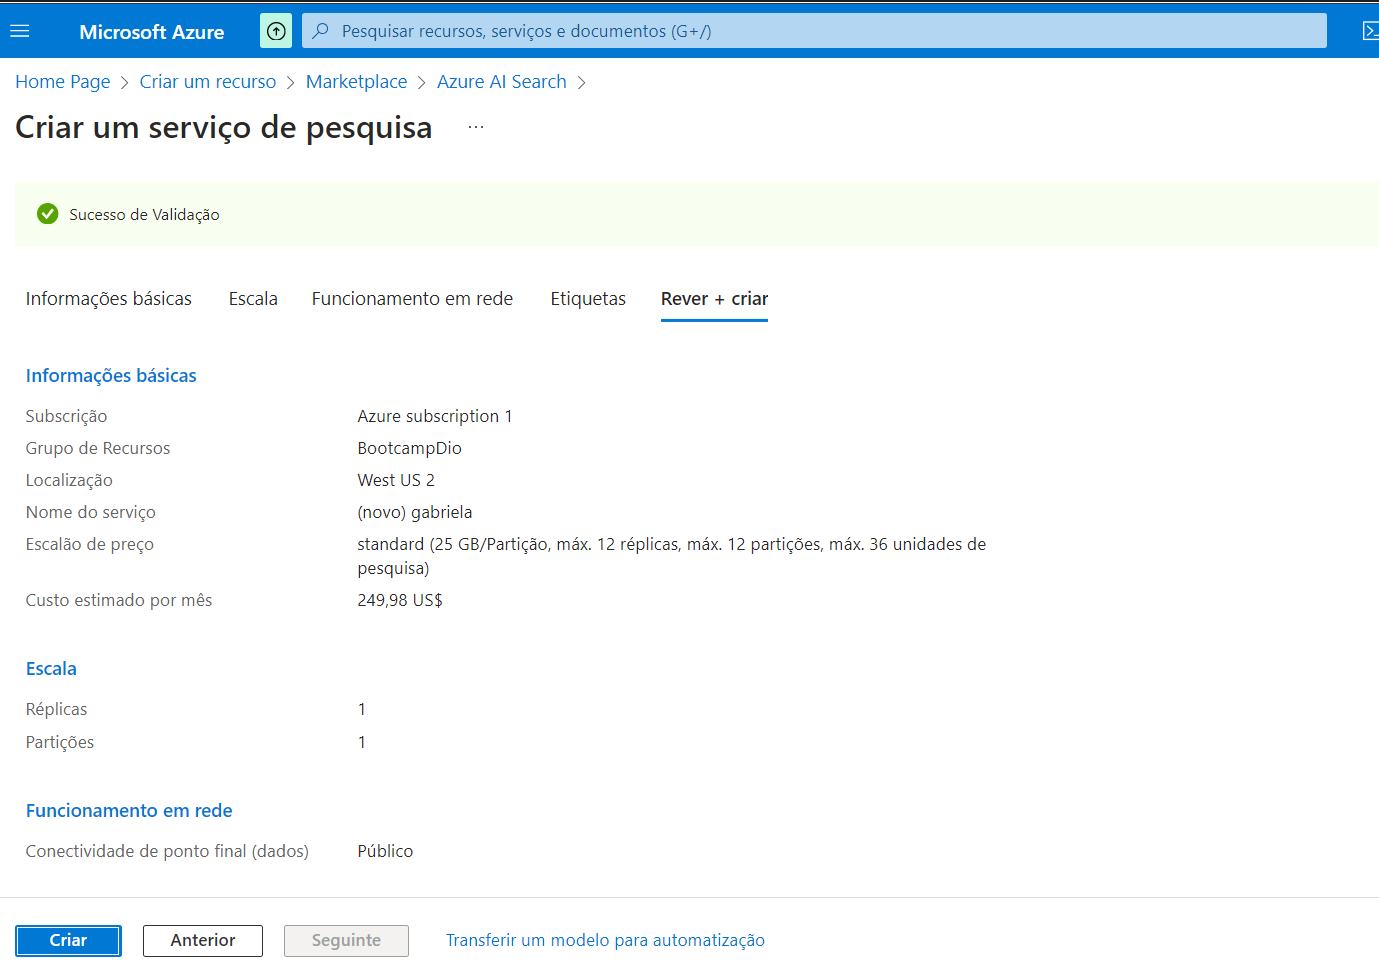 Microsoft Azure
Pesquisar recursos, serviços e documentos (G+/)
Home Page > Criar um recurso > Marketplace > Azure AI Search >
Criar um serviço de pesquisa ...
Sucesso de Validação
Informações básicas Escala Funcionamento em rede Etiquetas Rever + criar
Informações básicas
Subscrição Azure subscription 1
Grupo de Recursos BootcampDio
Localização West US 2
Nome do serviço (novo) gabriela
Escalão de preço standard (25 GB/Partição, máx. 12 réplicas, máx. 12 partições, máx. 36 unidades de
pesquisa)
Custo estimado por mês 249,98 US$
Escala
Réplicas 1
Partições 1
Funcionamento em rede
Conectividade de ponto final (dados) Público
Criar Anterior Seguinte Transferir um modelo para automatização